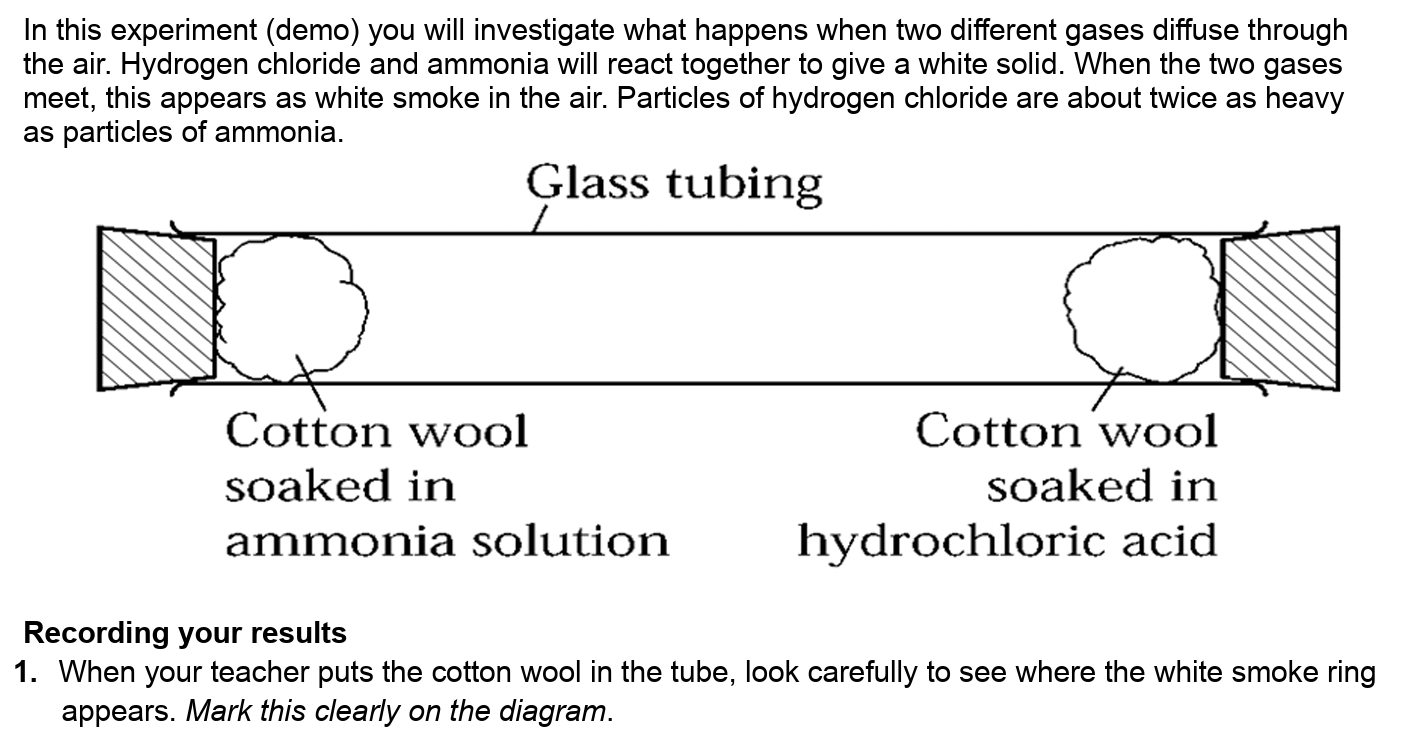 In this experiment (demo) you will investigate what happens when two different gases diffuse through
the air. Hydrogen chloride and ammonia will react together to give a white solid. When the two gases
meet, this appears as white smoke in the air. Particles of hydrogen chloride are about twice as heavy
as particles of ammonia.
Glass tubing
Cotton wool
soaked in
ammonia solution
Cotton wool
soaked in
hydrochloric acid
Recording your results
1. When your teacher puts the cotton wool in the tube, look carefully to see where the white smoke ring
appears. Mark this clearly on the diagram.